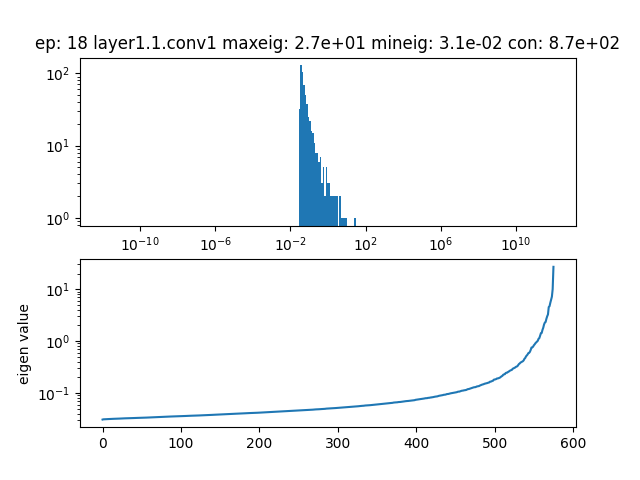 ep: 18 layer1.1.conv1 maxeig: 2.7e+01 mineig: 3.1e-02 con: 8.7e+02
10²
10¹
10⁰
10⁻¹⁰ 10⁻⁶ 10⁻² 10² 10⁶ 10¹⁰
eigen value
10¹
10⁰
10⁻¹
0 100 200 300 400 500 600